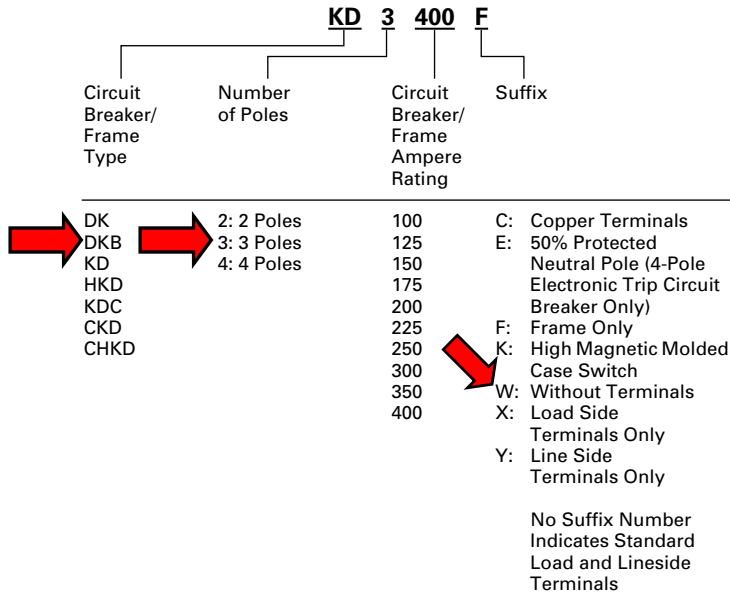 KD 3 400 F
Circuit
Breaker/
Frame
Type
Number
of Poles
Circuit
Breaker/
Frame
Ampere
Rating
Suffix
DK
DKB
KD
HKD
KDC
CKD
CHKD
2: 2 Poles
3: 3 Poles
4: 4 Poles
100
125
150
175
200
225
250
300
350
400
C: Copper Terminals
E: 50% Protected
Neutral Pole (4-Pole
Electronic Trip Circuit
Breaker Only)
F: Frame Only
K: High Magnetic Molded
Case Switch
W: Without Terminals
X: Load Side
Terminals Only
Y: Line Side
Terminals Only
No Suffix Number
Indicates Standard
Load and Lineside
Terminals